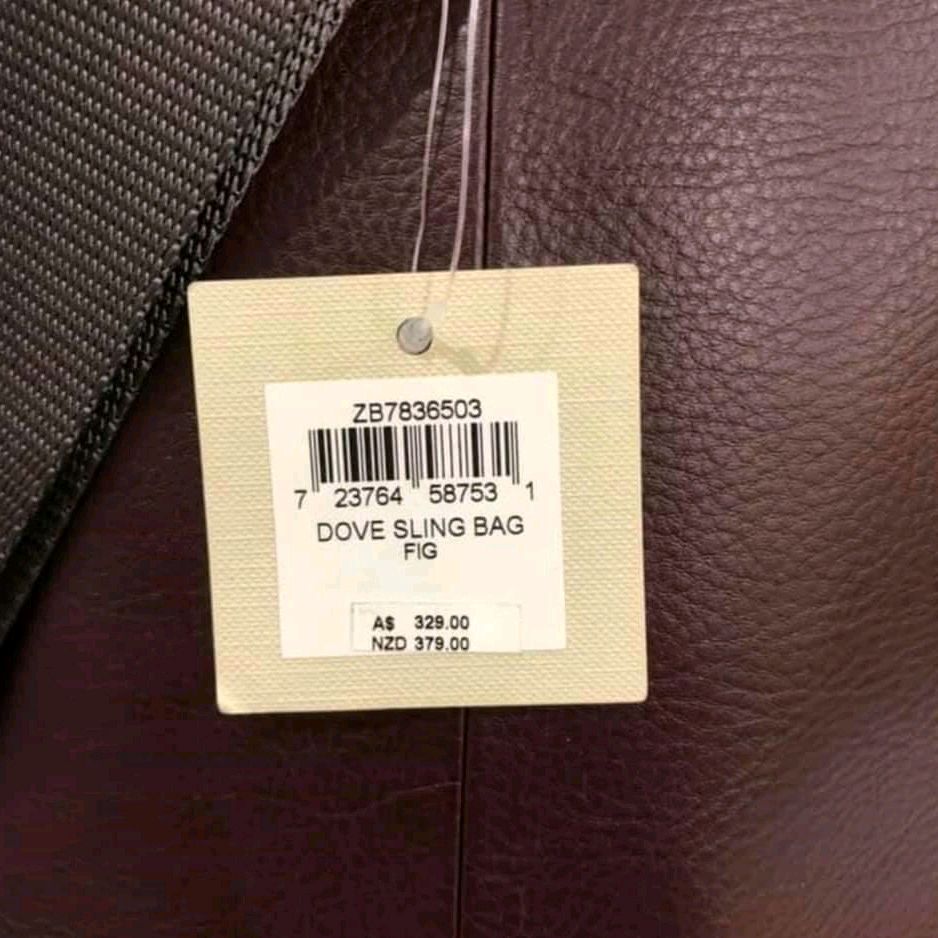 ZB7836503
7 23764 58753 1
DOVE SLING BAG
FIG
A$ 329.00
NZD 379.00